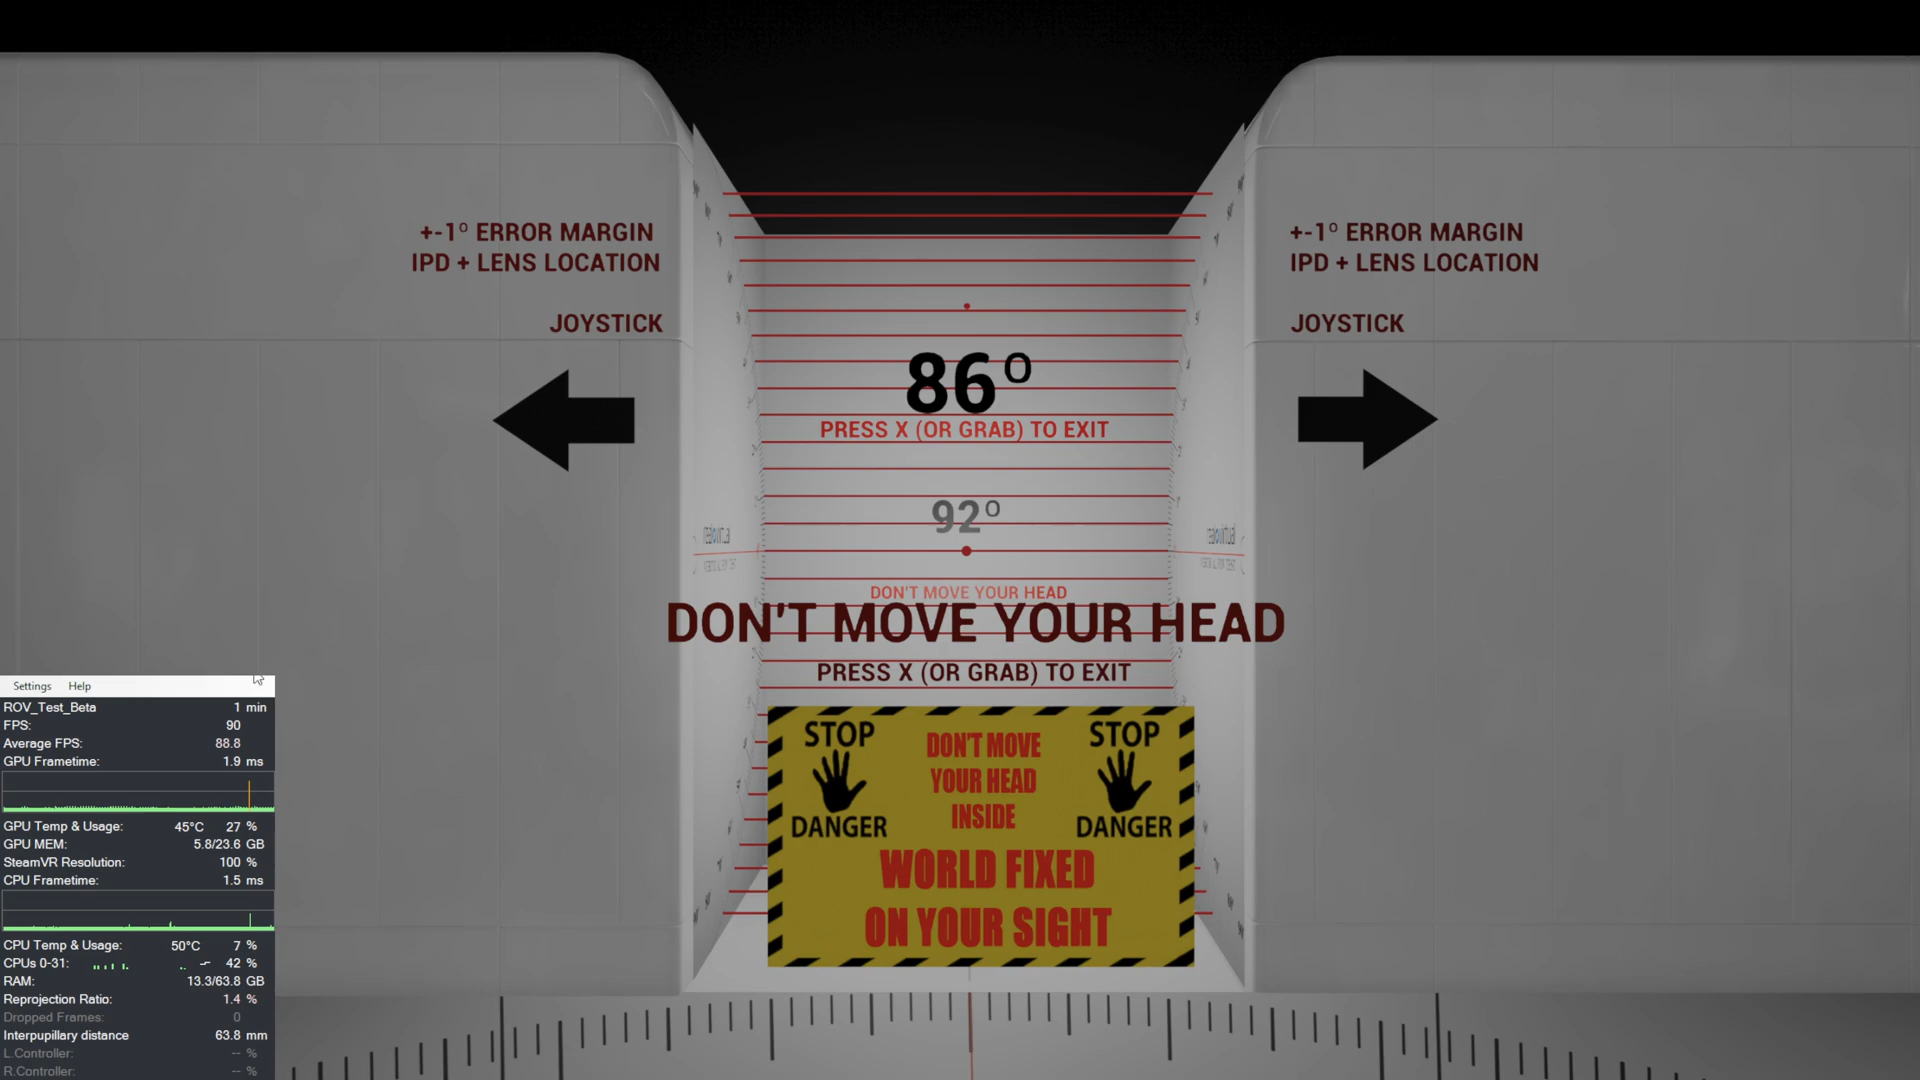 +-1º ERROR MARGIN
IPD + LENS LOCATION
JOYSTICK
+-1º ERROR MARGIN
IPD + LENS LOCATION
JOYSTICK
86º
PRESS X (OR GRAB) TO EXIT
92º
DON'T MOVE YOUR HEAD
DON'T MOVE YOUR HEAD
PRESS X (OR GRAB) TO EXIT
STOP
DANGER
DON'T MOVE
YOUR HEAD
INSIDE
STOP
DANGER
WORLD FIXED
ON YOUR SIGHT
Settings Help
ROV_Test_Beta 1 min
FPS: 90
Average FPS: 88.8
GPU Frametime: 1.9 ms
GPU Temp & Usage: 45°C 27 %
GPU MEM: 5.8/23.6 GB
SteamVR Resolution: 100 %
CPU Frametime: 1.5 ms
CPU Temp & Usage: 50°C 7 %
CPUs 0-31: 42 %
RAM: 13.3/63.8 GB
Reprojection Ratio: 1.4 %
Dropped Frames: 0
Interpupillary distance 63.8 mm
L.Controller: -- %
R.Controller: -- %